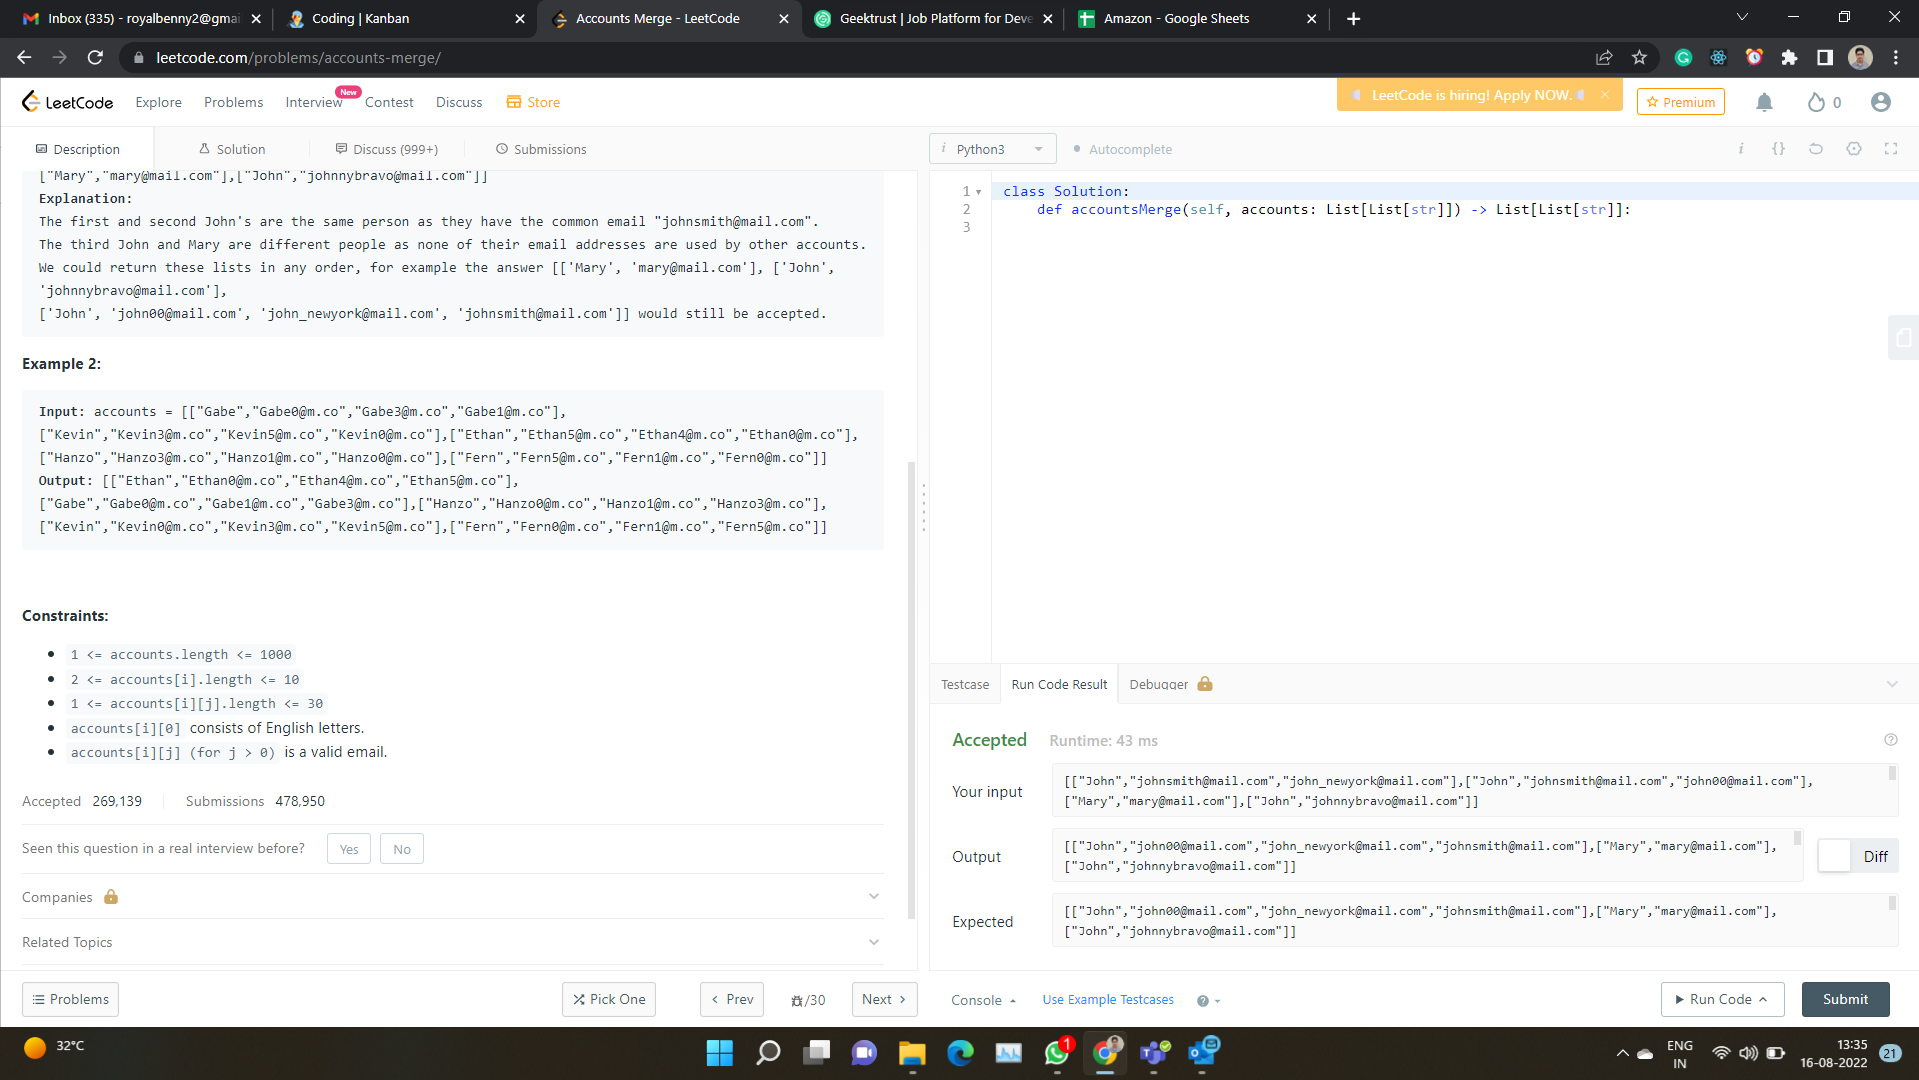 Inbox (335) - royalbenny2@gmai
Coding | Kanban
Accounts Merge - LeetCode
Geektrust | Job Platform for Deve
Amazon - Google Sheets
leetcode.com/problems/accounts-merge/
LeetCode
Explore
Problems
Interview
New
Contest
Discuss
Store
LeetCode is hiring! Apply NOW.
Premium
0
Description
Solution
Discuss (999+)
Submissions
["Mary","mary@mail.com"],["John","johnnybravo@mail.com"]]
Explanation:
The first and second John's are the same person as they have the common email "johnsmith@mail.com".
The third John and Mary are different people as none of their email addresses are used by other accounts.
We could return these lists in any order, for example the answer [['Mary', 'mary@mail.com'], ['John',
'johnnybravo@mail.com'],
['John', 'john00@mail.com', 'john_newyork@mail.com', 'johnsmith@mail.com']] would still be accepted.
Example 2:
Input: accounts = [["Gabe","Gabe0@m.co","Gabe3@m.co","Gabe1@m.co"],
["Kevin","Kevin3@m.co","Kevin5@m.co","Kevin0@m.co"],["Ethan","Ethan5@m.co","Ethan4@m.co","Ethan0@m.co"],
["Hanzo","Hanzo3@m.co","Hanzo1@m.co","Hanzo0@m.co"],["Fern","Fern5@m.co","Fern1@m.co","Fern0@m.co"]]
Output: [["Ethan","Ethan0@m.co","Ethan4@m.co","Ethan5@m.co"],
["Gabe","Gabe0@m.co","Gabe1@m.co","Gabe3@m.co"],["Hanzo","Hanzo0@m.co","Hanzo1@m.co","Hanzo3@m.co"],
["Kevin","Kevin0@m.co","Kevin3@m.co","Kevin5@m.co"],["Fern","Fern0@m.co","Fern1@m.co","Fern5@m.co"]]
Constraints:
1 <= accounts.length <= 1000
2 <= accounts[i].length <= 10
1 <= accounts[i][j].length <= 30
accounts[i][0] consists of English letters.
accounts[i][j] (for j > 0) is a valid email.
Accepted 269,139
Submissions 478,950
Seen this question in a real interview before?
Yes
No
Companies
Related Topics
Problems
Pick One
Prev
/30
Next
i Python3
Autocomplete
i
{}
1 class Solution:
2 def accountsMerge(self, accounts: List[List[str]]) -> List[List[str]]:
3
Testcase
Run Code Result
Debugger
Accepted
Runtime: 43 ms
Your input
[["John","johnsmith@mail.com","john_newyork@mail.com"],["John","johnsmith@mail.com","john00@mail.com"],
["Mary","mary@mail.com"],["John","johnnybravo@mail.com"]]
Output
[["John","john00@mail.com","john_newyork@mail.com","johnsmith@mail.com"],["Mary","mary@mail.com"],
["John","johnnybravo@mail.com"]]
Diff
Expected
[["John","john00@mail.com","john_newyork@mail.com","johnsmith@mail.com"],["Mary","mary@mail.com"],
["John","johnnybravo@mail.com"]]
Console
Use Example Testcases
Run Code
Submit
32°C
1
ENG
IN
13:35
16-08-2022
21